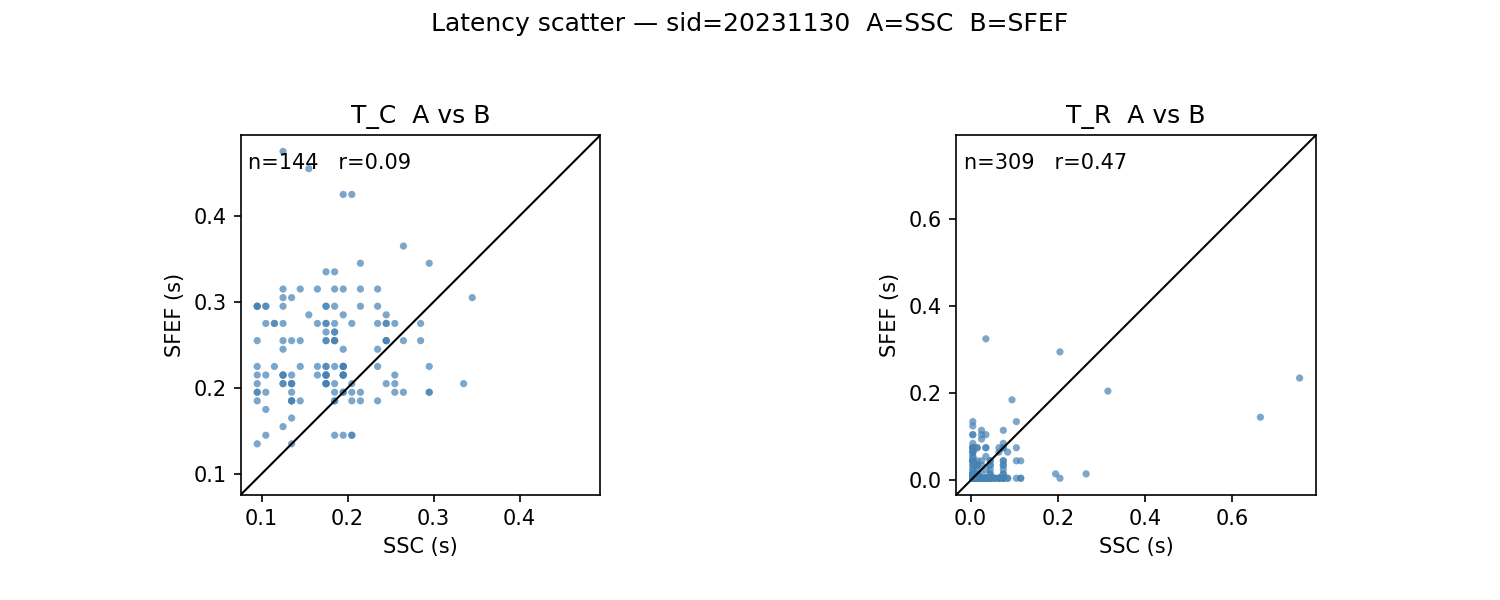 Latency scatter — sid=20231130  A=SSC  B=SFEF
T_C  A vs B
n=144   r=0.09
SFEF (s)
0.4
0.3
0.2
0.1
0.1 0.2 0.3 0.4
SSC (s)
T_R  A vs B
n=309   r=0.47
SFEF (s)
0.6
0.4
0.2
0.0
0.0 0.2 0.4 0.6
SSC (s)